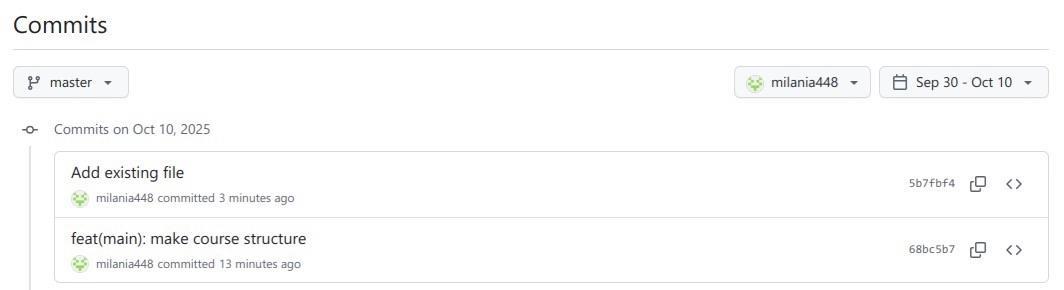 Commits
master
milania448
Sep 30 - Oct 10
Commits on Oct 10, 2025
Add existing file
milania448 committed 3 minutes ago
5b7fbf4
feat(main): make course structure
milania448 committed 13 minutes ago
68bc5b7